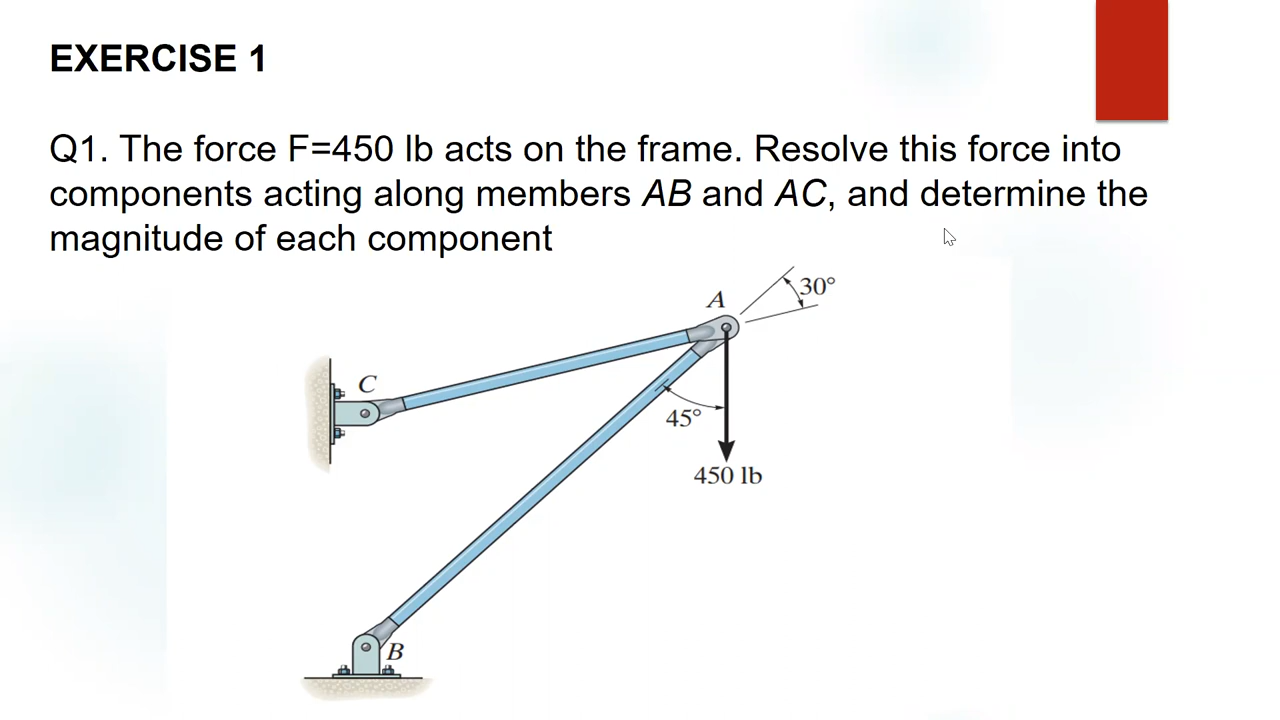 EXERCISE 1
Q1. The force F=450 lb acts on the frame. Resolve this force into
components acting along members AB and AC, and determine the
magnitude of each component
A
30°
C
45°
450 lb
B